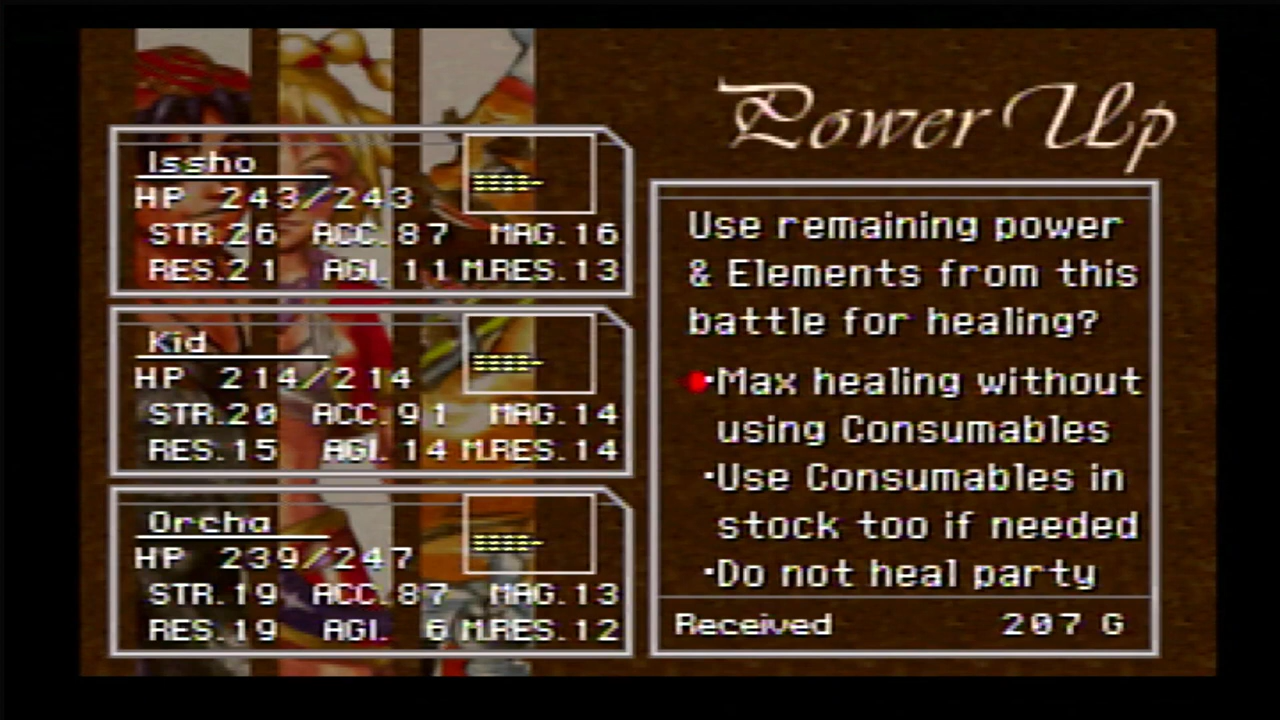 Power Up
Issho
HP 243/243
STR.26 ACC.87 MAG.16
RES.21 AGI.11 M.RES.13
Kid
HP 214/214
STR.20 ACC.91 MAG.14
RES.15 AGI.14 M.RES.14
Orcha
HP 239/247
STR.19 ACC.87 MAG.13
RES.19 AGI. 6 M.RES.12
Use remaining power
& Elements from this
battle for healing?
·Max healing without
using Consumables
·Use Consumables in
stock too if needed
·Do not heal party
Received 207 G